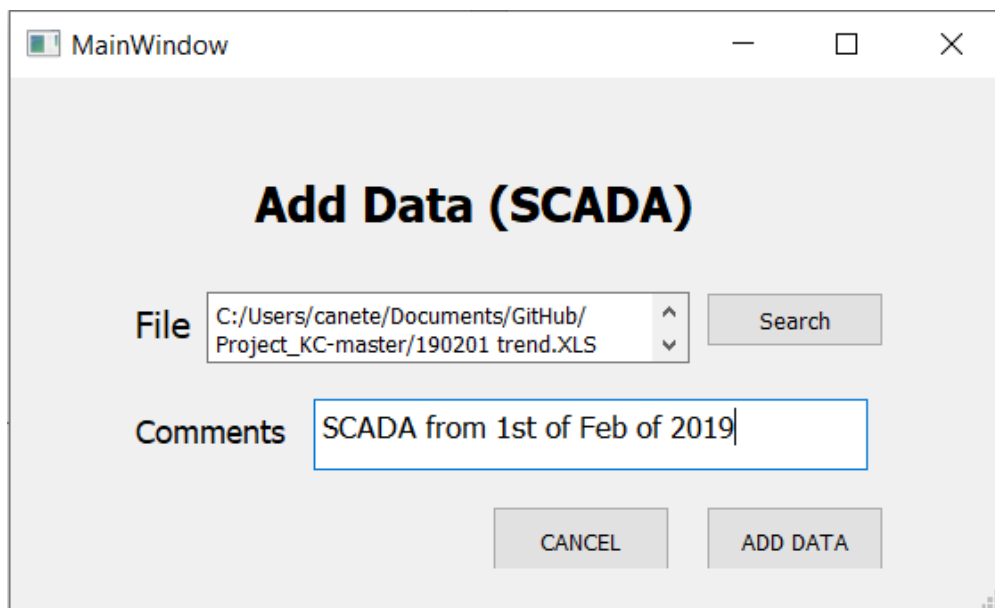 MainWindow
Add Data (SCADA)
File
C:/Users/canete/Documents/GitHub/
Project_KC-master/190201 trend.XLS
Search
Comments
SCADA from 1st of Feb of 2019
CANCEL
ADD DATA